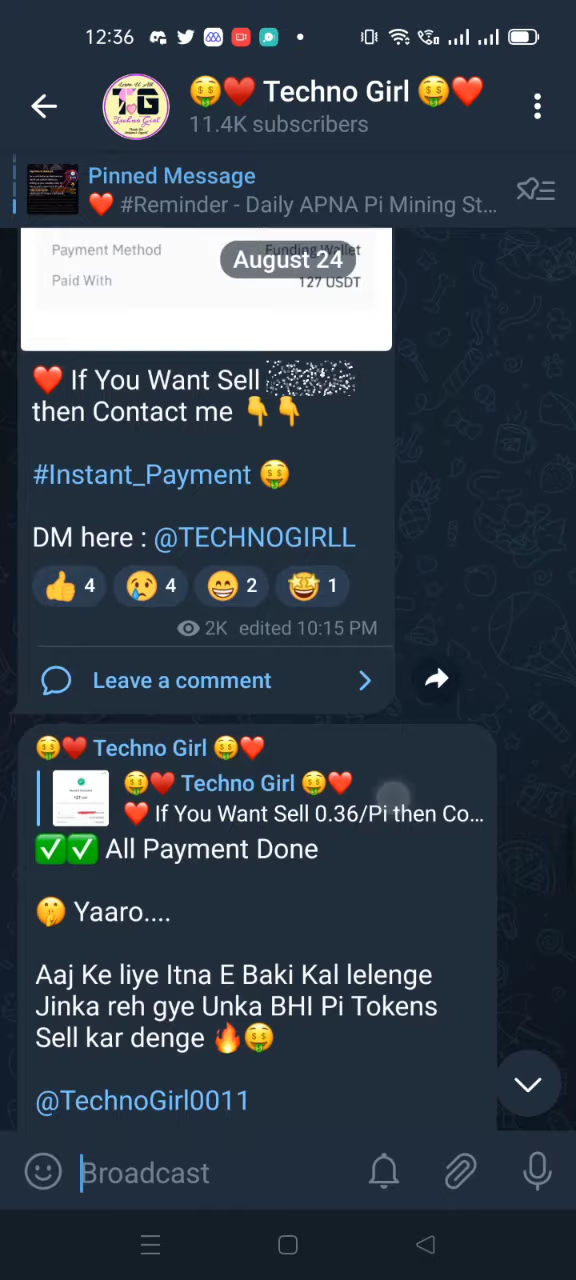 12:36
🤑♥️ Techno Girl 🤑❤️
11.4K subscribers
Pinned Message
❤️ #Reminder - Daily APNA Pi Mining St...
Payment Method
Funding Wallet
August 24
Paid With
127 USDT
❤️ If You Want Sell
then Contact me 👇👇
#Instant_Payment 🤑
DM here : @TECHNOGIRLL
👍 4 😢 4 😁 2 🤩 1
2K edited 10:15 PM
Leave a comment
🤑♥️ Techno Girl 🤑❤️
🤑♥️ Techno Girl 🤑❤️
❤️ If You Want Sell 0.36/Pi then Co...
✅✅ All Payment Done
🤫 Yaaro....
Aaj Ke liye Itna E Baki Kal lelenge
Jinka reh gye Unka BHI Pi Tokens
Sell kar denge 🔥🤑
@TechnoGirl0011
Broadcast